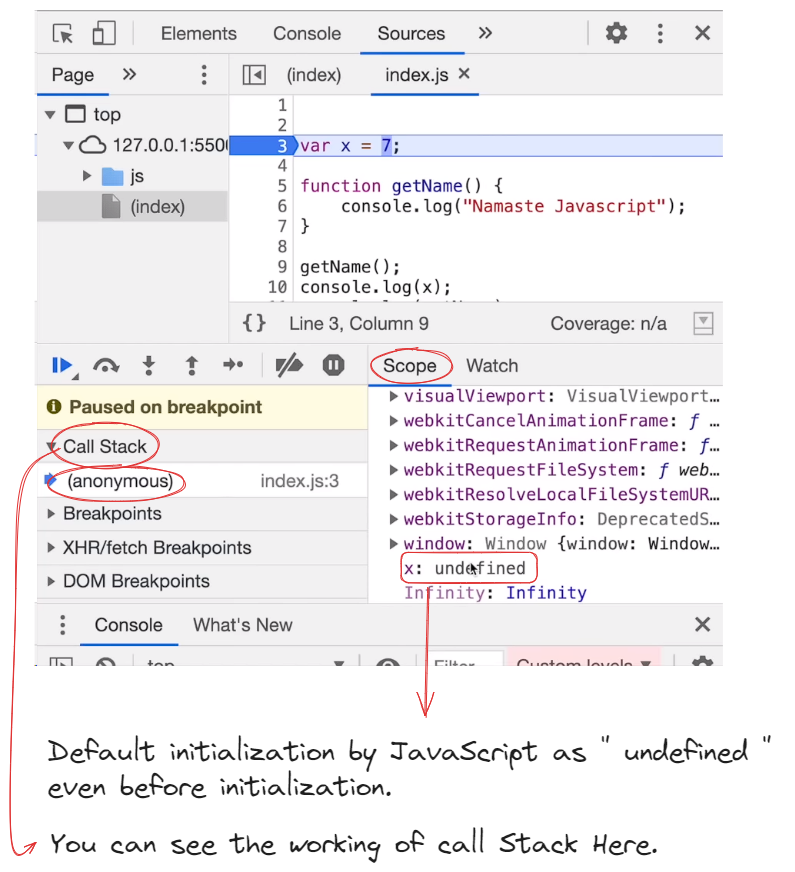 Elements Console Sources »
Page » (index) index.js ×
top
127.0.0.1:5500
js
(index)
1
2
3 var x = 7;
4
5 function getName() {
6 console.log("Namaste Javascript");
7 }
8
9 getName();
10 console.log(x);
{} Line 3, Column 9 Coverage: n/a
Scope Watch
Paused on breakpoint
Call Stack
(anonymous) index.js:3
Breakpoints
XHR/fetch Breakpoints
DOM Breakpoints
visualViewport: VisualViewport…
webkitCancelAnimationFrame: ƒ …
webkitRequestAnimationFrame: ƒ…
webkitRequestFileSystem: ƒ web…
webkitResolveLocalFileSystemUR…
webkitStorageInfo: DeprecatedS…
window: Window {window: Window…
x: undefined
Infinity: Infinity
Console What's New
top Filter Custom levels
Default initialization by JavaScript as " undefined "
even before initialization.
You can see the working of call Stack Here.